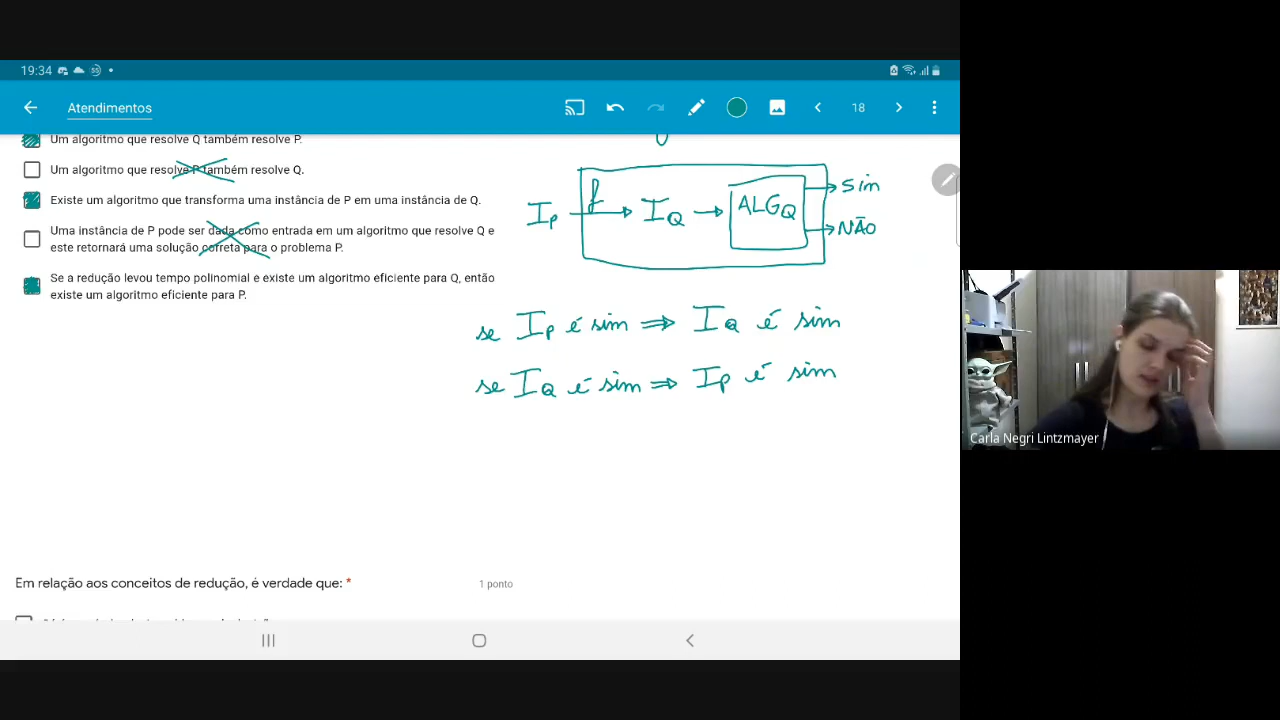 19:34
Atendimentos
18
Um algoritmo que resolve Q também resolve P.
Um algoritmo que resolve P também resolve Q.
Existe um algoritmo que transforma uma instância de P em uma instância de Q.
Uma instância de P pode ser dada como entrada em um algoritmo que resolve Q e
este retornará uma solução correta para o problema P.
Se a redução levou tempo polinomial e existe um algoritmo eficiente para Q, então
existe um algoritmo eficiente para P.
IP f IQ ALGQ sim
NÃO
se IP é sim ⇒ IQ é sim
se IQ é sim ⇒ IP é sim
Em relação aos conceitos de redução, é verdade que: *
1 ponto
Carla Negri Lintzmayer